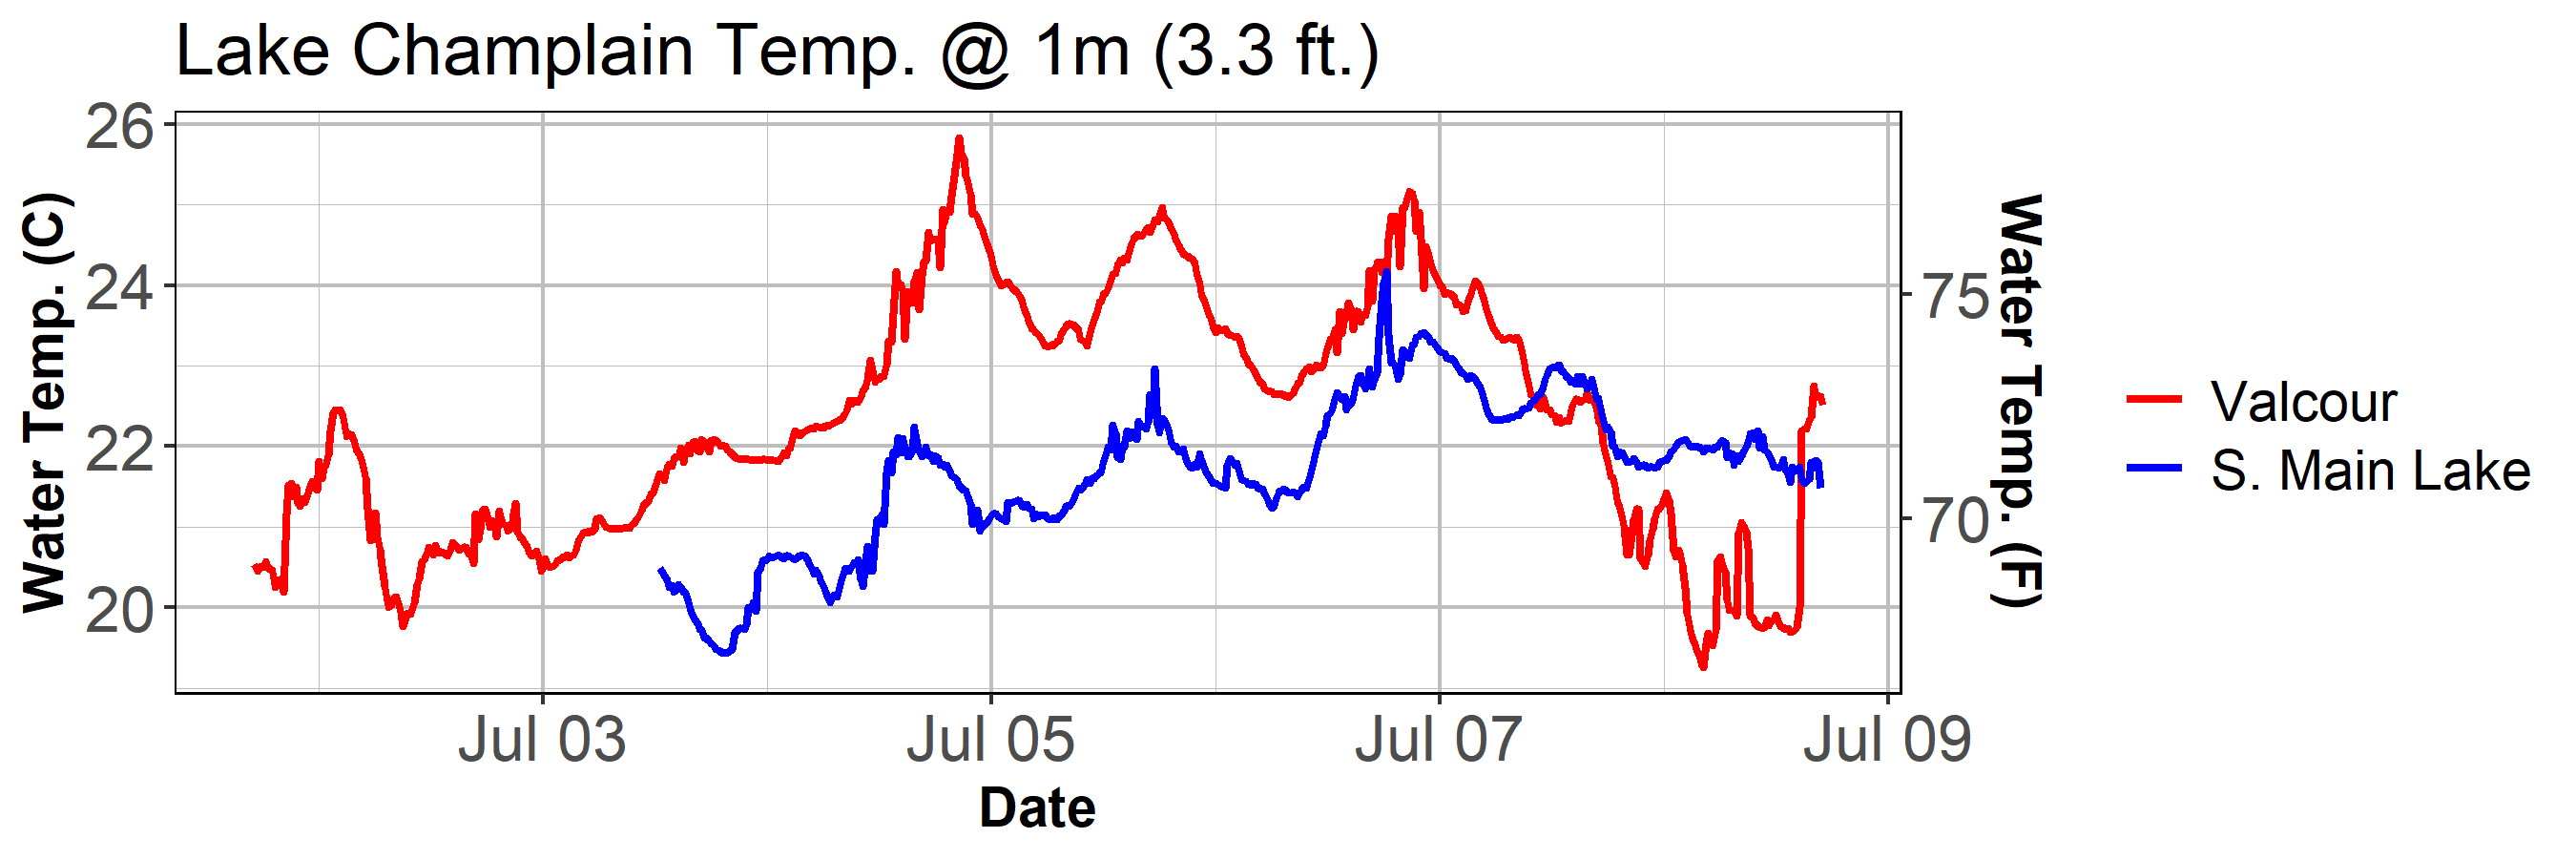 Lake Champlain Temp. @ 1m (3.3 ft.)
26
24
22
20
Water Temp. (C)
75
70
Water Temp. (F)
Jul 03
Jul 05
Jul 07
Jul 09
Date
Valcour
S. Main Lake